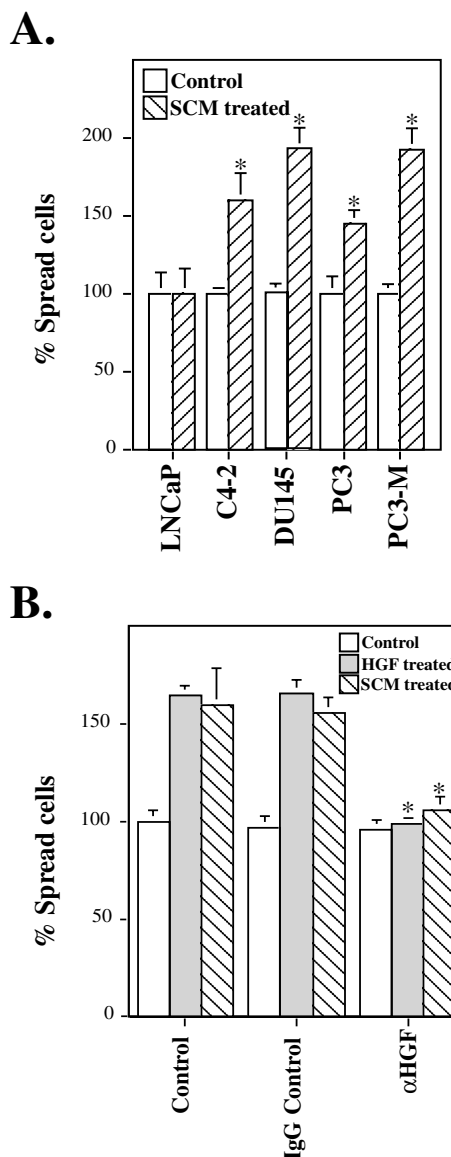 A.
Control
SCM treated
200
150
100
50
0
% Spread cells
* * * *
LNCaP
C4-2
DU145
PC3
PC3-M
B.
Control
HGF treated
SCM treated
150
100
50
0
% Spread cells
* *
Control
IgG Control
αHGF